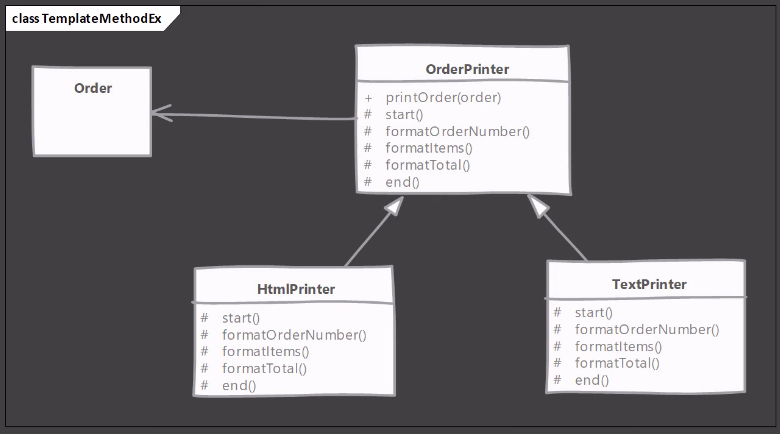 class TemplateMethodEx
Order
OrderPrinter
+ printOrder(order)
# start()
# formatOrderNumber()
# formatItems()
# formatTotal()
# end()
HtmlPrinter
# start()
# formatOrderNumber()
# formatItems()
# formatTotal()
# end()
TextPrinter
# start()
# formatOrderNumber()
# formatItems()
# formatTotal()
# end()